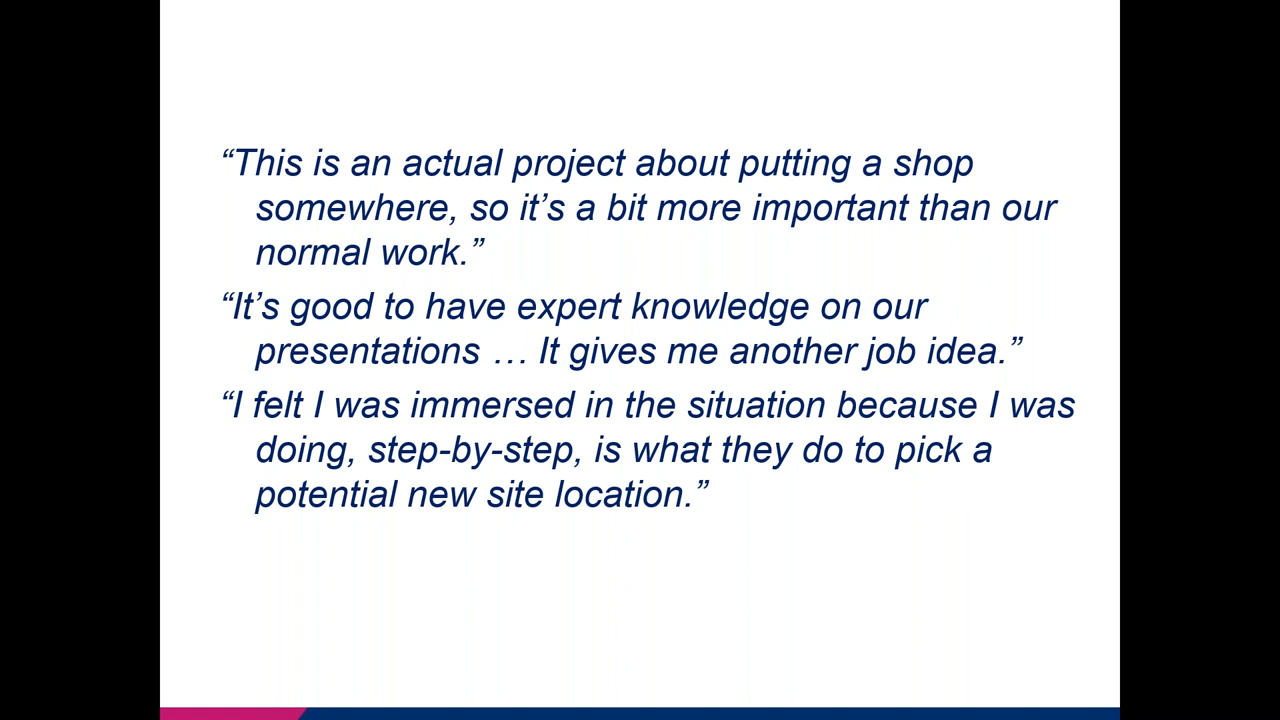 “This is an actual project about putting a shop
somewhere, so it’s a bit more important than our
normal work.”
“It’s good to have expert knowledge on our
presentations … It gives me another job idea.”
“I felt I was immersed in the situation because I was
doing, step-by-step, is what they do to pick a
potential new site location.”